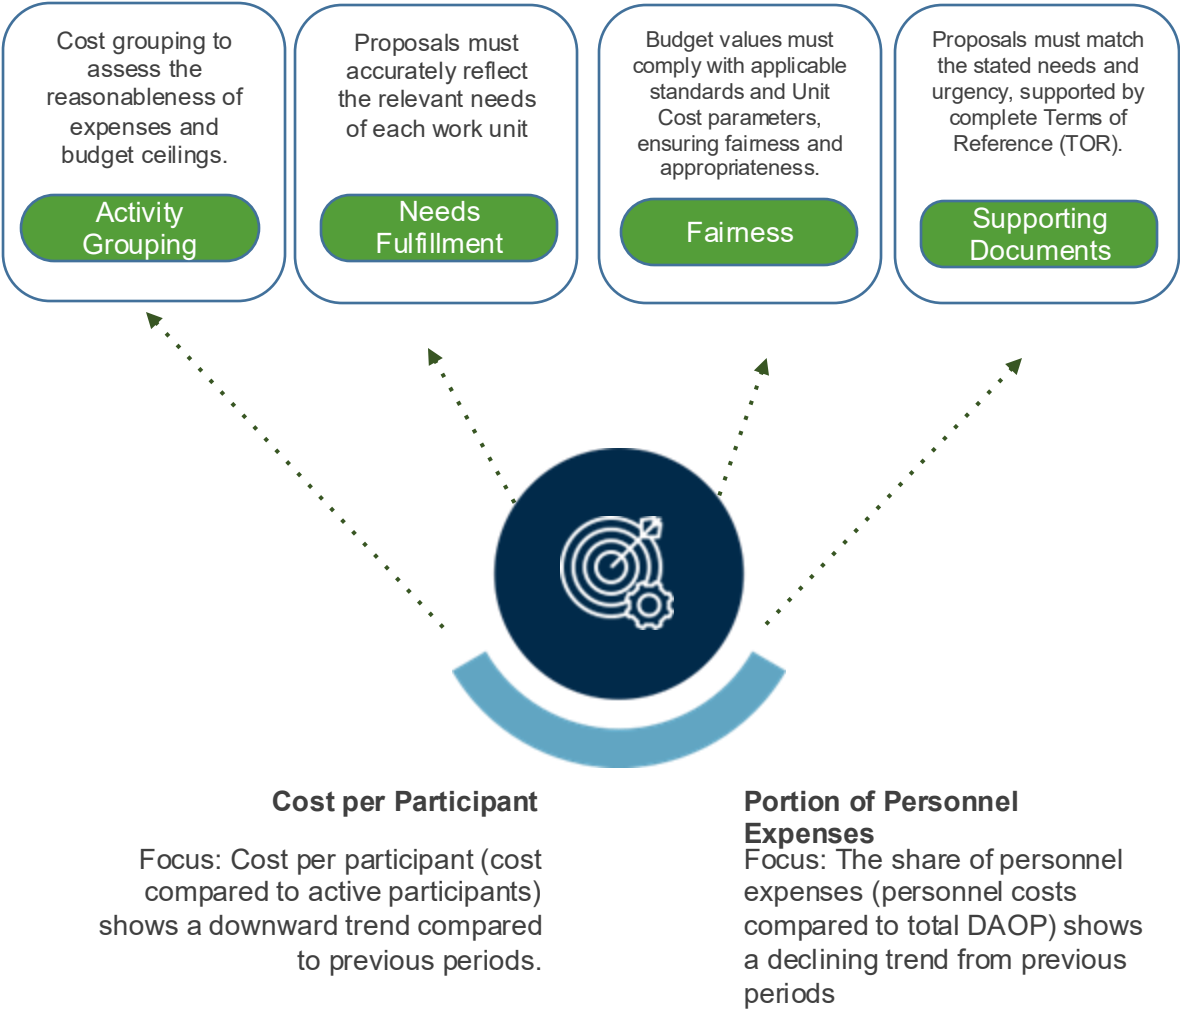 Cost grouping to
assess the
reasonableness of
expenses and
budget ceilings.
Activity
Grouping
Proposals must
accurately reflect
the relevant needs
of each work unit
Needs
Fulfillment
Budget values must
comply with applicable
standards and Unit
Cost parameters,
ensuring fairness and
appropriateness.
Fairness
Proposals must match
the stated needs and
urgency, supported by
complete Terms of
Reference (TOR).
Supporting
Documents
Cost per Participant
Focus: Cost per participant (cost
compared to active participants)
shows a downward trend compared
to previous periods.
Portion of Personnel
Expenses
Focus: The share of personnel
expenses (personnel costs
compared to total DAOP) shows
a declining trend from previous
periods